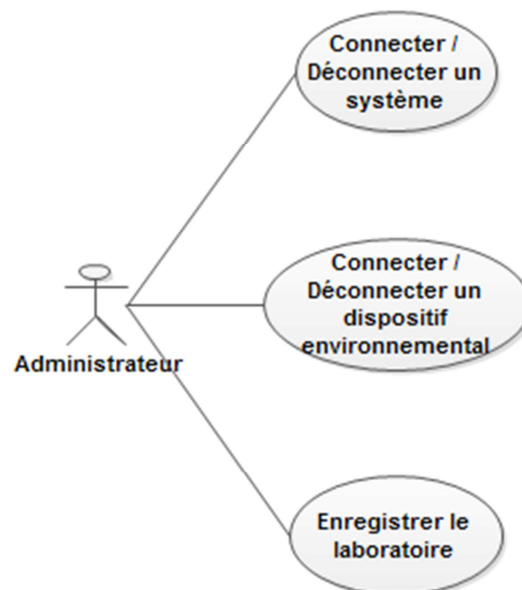 Connecter /
Déconnecter un
système
Connecter /
Déconnecter un
dispositif
environnemental
Administrateur
Enregistrer le
laboratoire